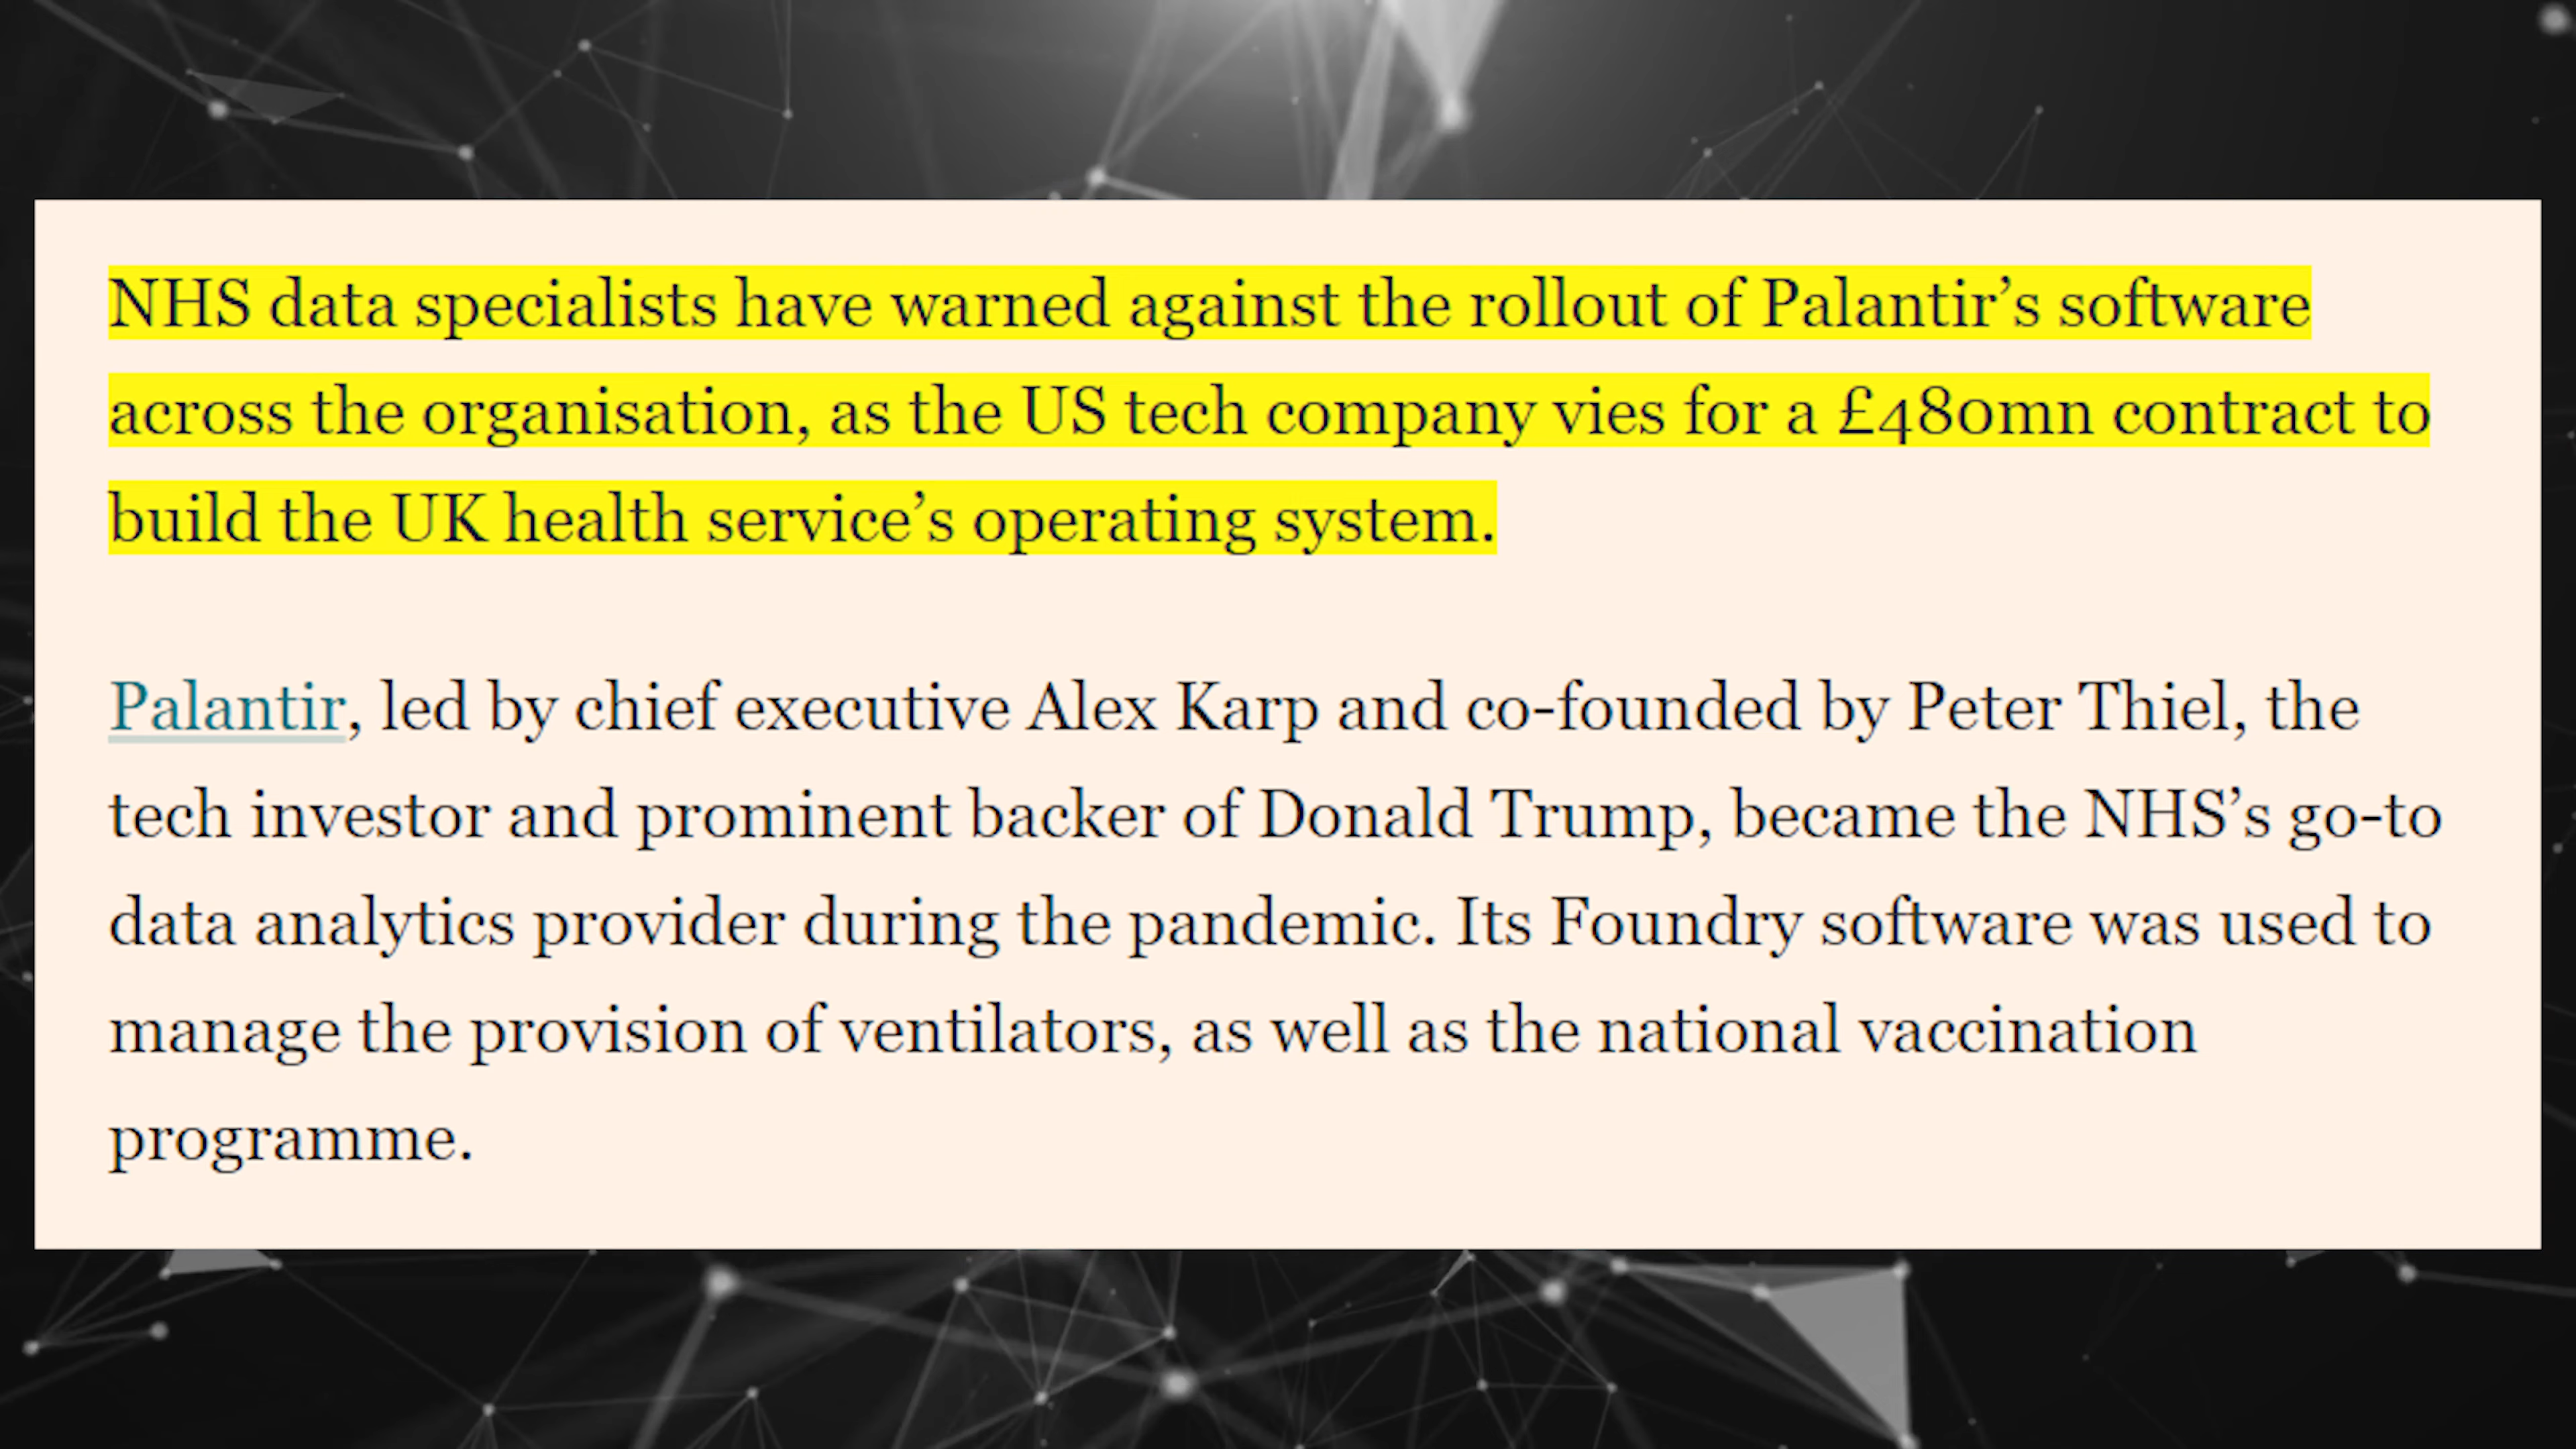 NHS data specialists have warned against the rollout of Palantir’s software
across the organisation, as the US tech company vies for a £480mn contract to
build the UK health service’s operating system.
Palantir, led by chief executive Alex Karp and co-founded by Peter Thiel, the
tech investor and prominent backer of Donald Trump, became the NHS’s go-to
data analytics provider during the pandemic. Its Foundry software was used to
manage the provision of ventilators, as well as the national vaccination
programme.